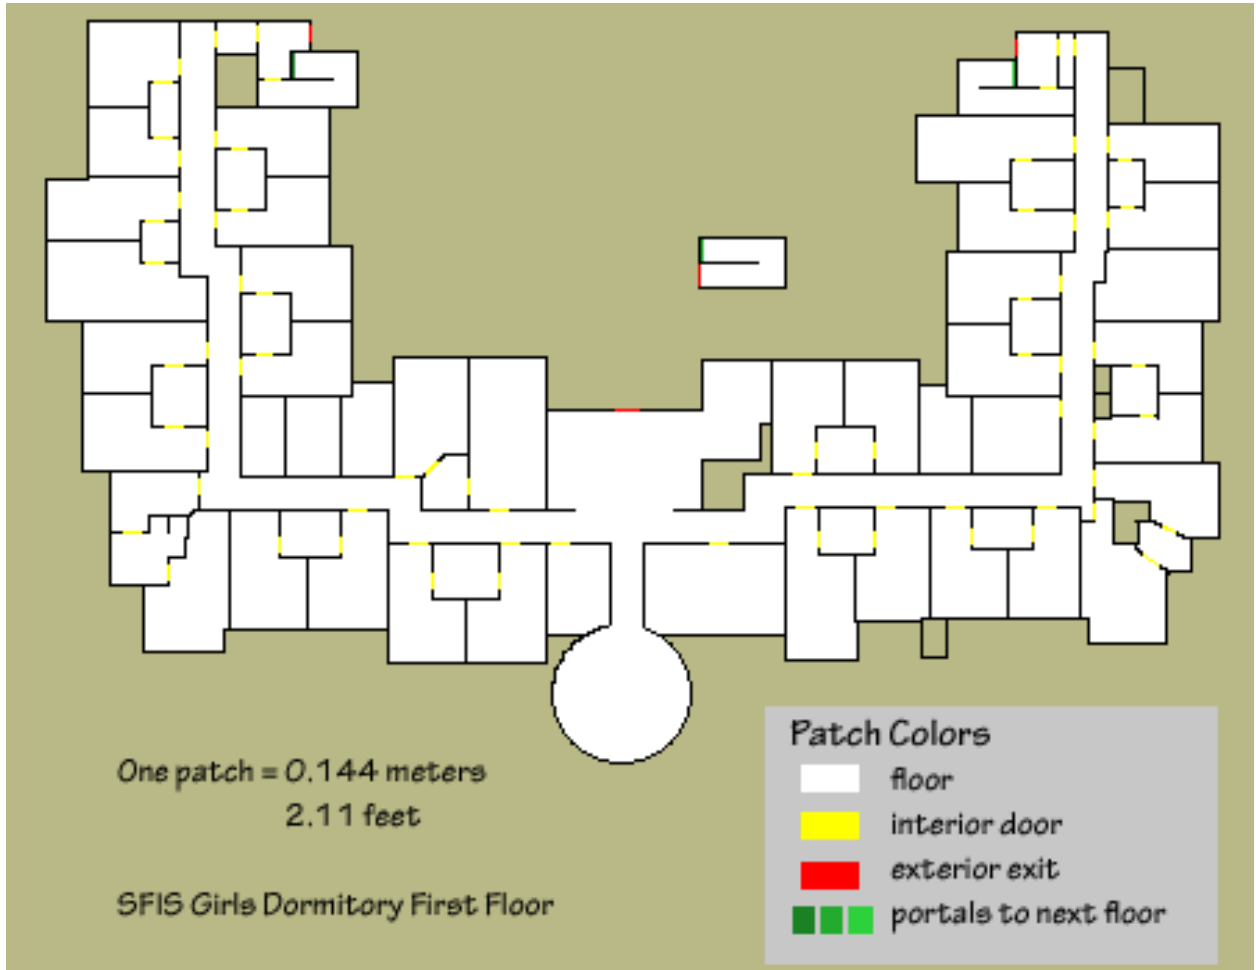 One patch = 0.144 meters
2.11 feet
SFIS Girls Dormitory First Floor
Patch Colors
floor
interior door
exterior exit
portals to next floor